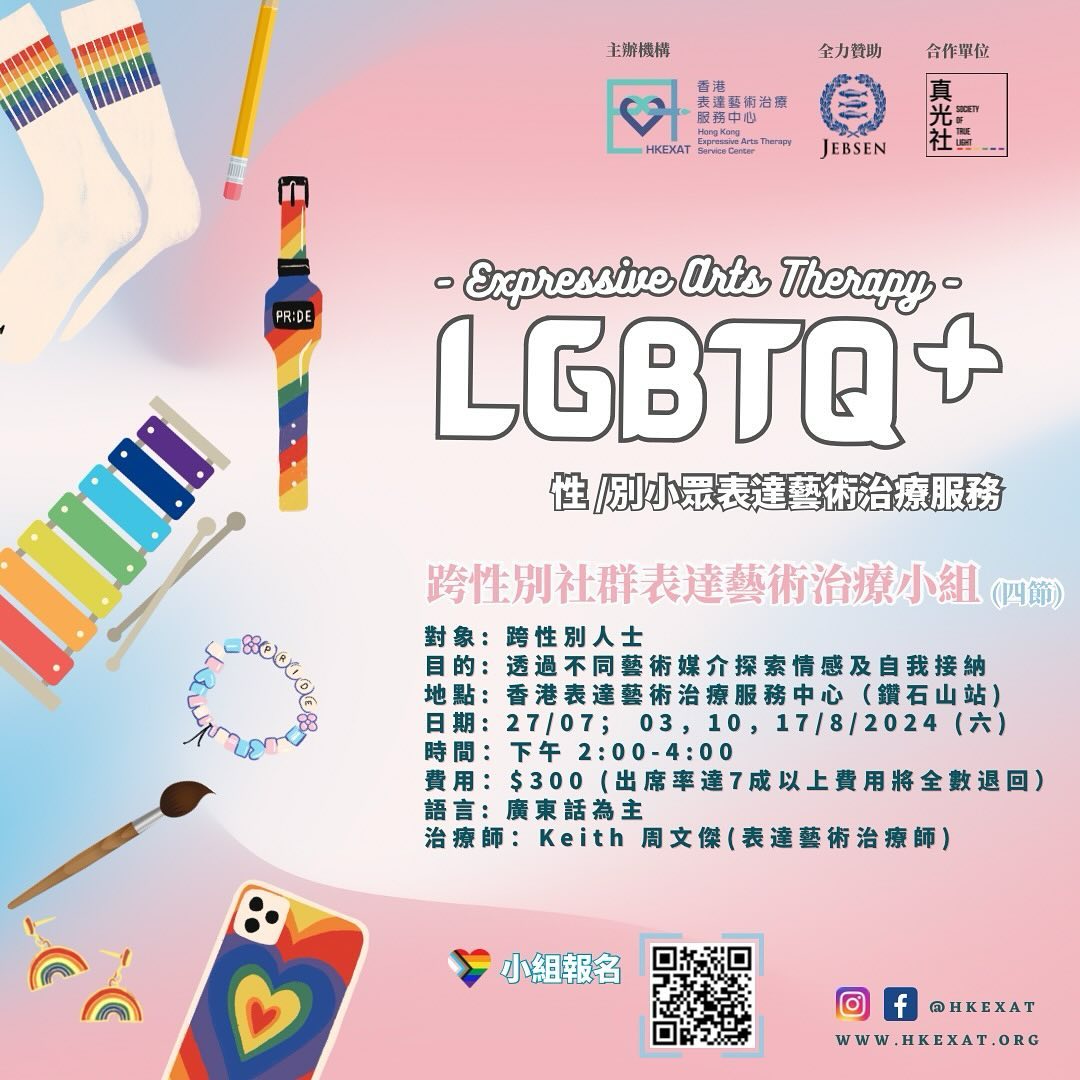 主辦機構
全力贊助
合作單位
香港
表達藝術治療
服務中心
Hong Kong
Expressive Arts Therapy
Service Center
HKEXAT
JEBSEN
真光社
SOCIETY
OF
TRUE
LIGHT
PR:DE
- Expressive Arts Therapy -
LGBTQ+
性/別小眾表達藝術治療服務
跨性別社群表達藝術治療小組 (四節)
對象: 跨性別人士
目的: 透過不同藝術媒介探索情感及自我接納
地點: 香港表達藝術治療服務中心（鑽石山站)
日期: 27/07; 03, 10, 17/8/2024 (六)
時間: 下午 2:00-4:00
費用: $300 (出席率達7成以上費用將全數退回）
語言: 廣東話為主
治療師: Keith 周文傑(表達藝術治療師)
PRIDE
小組報名
@HKEXAT
WWW.HKEXAT.ORG